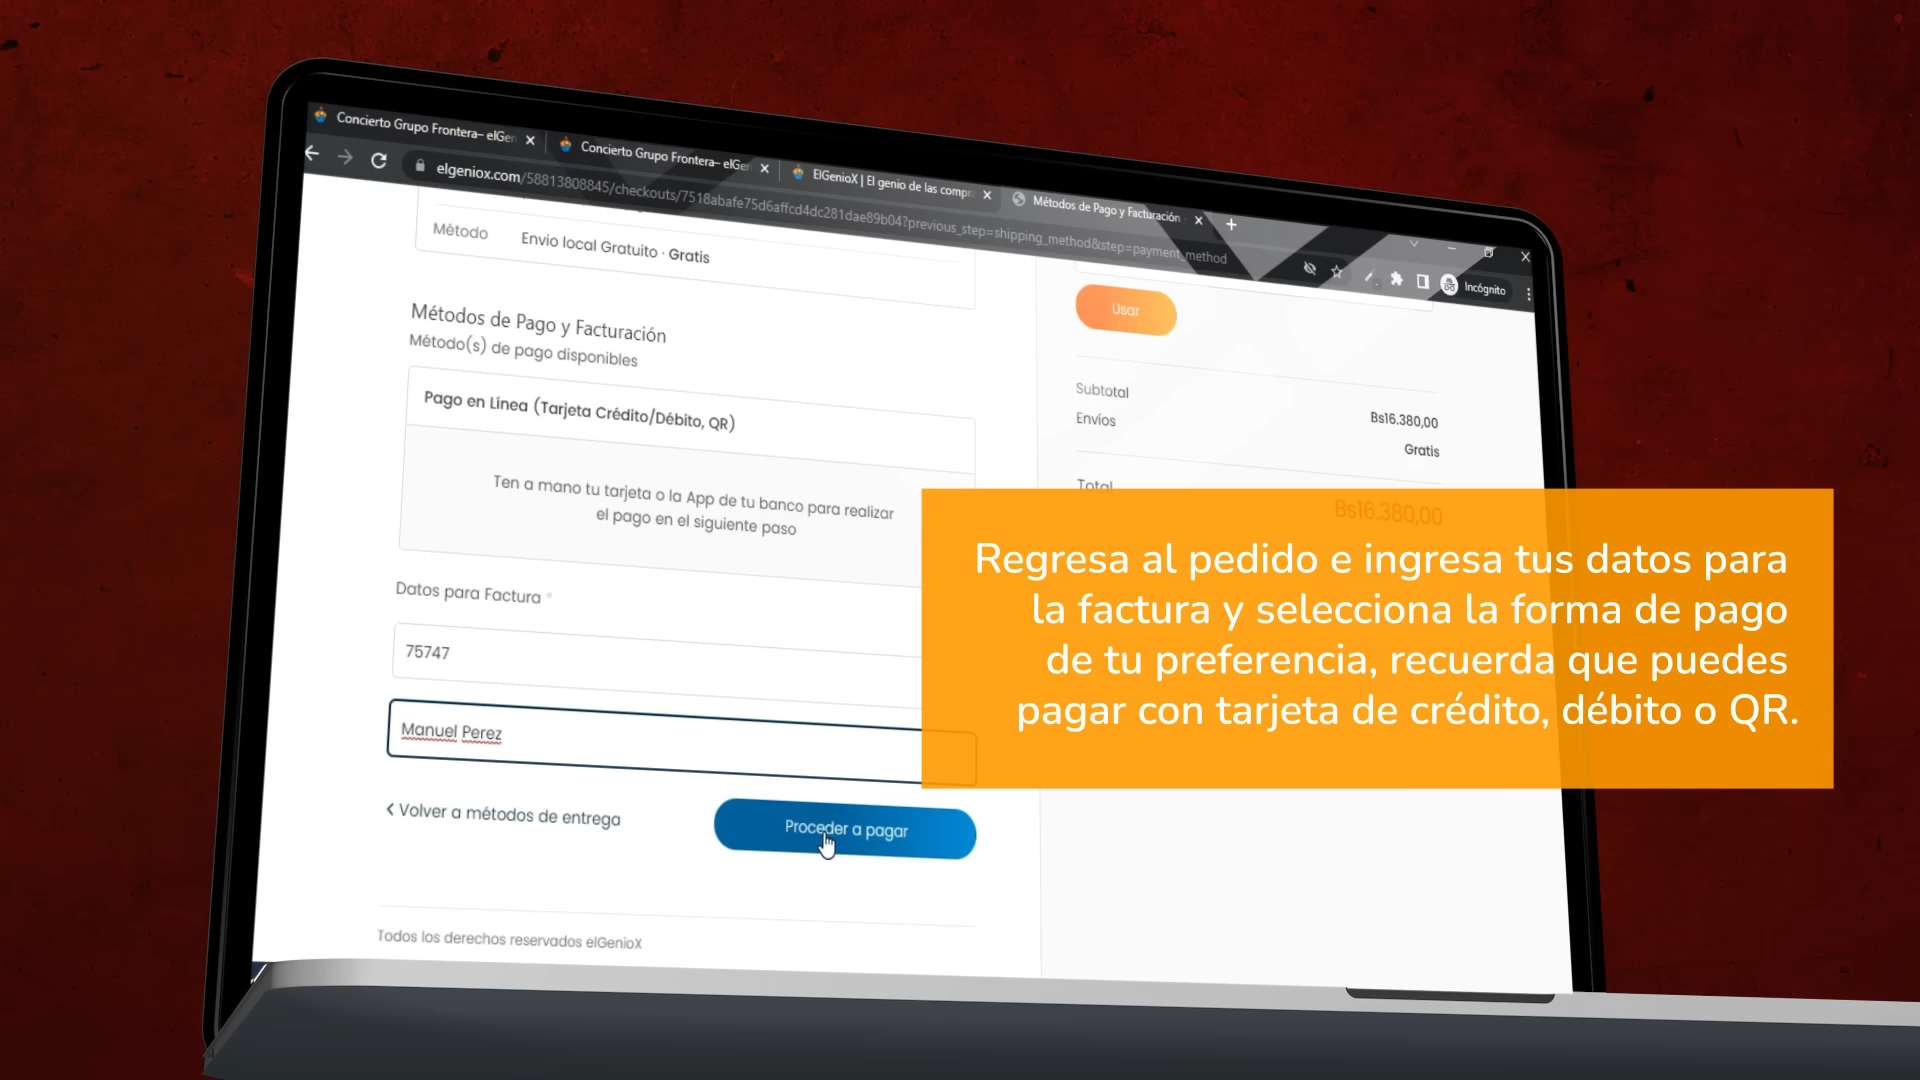 Concierto Grupo Frontera– elGen
Concierto Grupo Frontera– elGen
ElGenioX | El genio de las compr
Métodos de Pago y Facturación
elgeniox.com/58813808845/checkouts/7518abafe75d6affcd4dc281dae89b04?previous_step=shipping_method&step=payment_method
Incógnito
Método Envio local Gratuito · Gratis
Métodos de Pago y Facturación
Método(s) de pago disponibles
Pago en Línea (Tarjeta Crédito/Débito, QR)
Ten a mano tu tarjeta o la App de tu banco para realizar
el pago en el siguiente paso
Datos para Factura *
75747
Manuel Perez
Volver a métodos de entrega
Proceder a pagar
Todos los derechos reservados elGenioX
Usar
Subtotal Bs16.380,00
Envíos Gratis
Total Bs16.380,00
Regresa al pedido e ingresa tus datos para
la factura y selecciona la forma de pago
de tu preferencia, recuerda que puedes
pagar con tarjeta de crédito, débito o QR.